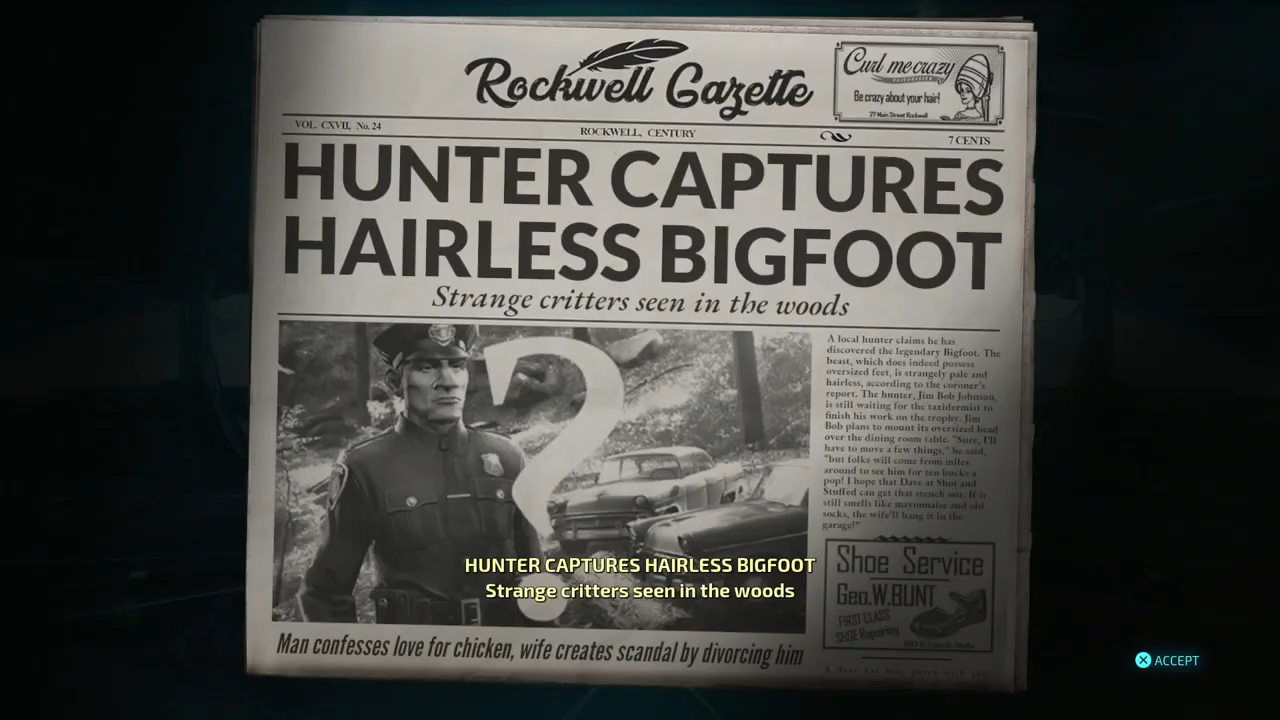 Rockwell Gazette
Curl me crazy
Be crazy about your hair!
27 Main Street Rockwell
VOL. CXVII, No. 24
ROCKWELL, CENTURY
7 CENTS
HUNTER CAPTURES
HAIRLESS BIGFOOT
Strange critters seen in the woods
A local hunter claims he has
discovered the legendary Bigfoot. The
beast, which does indeed possess
oversized feet, is strangely pale and
hairless, according to the coroner's
report. The hunter, Jim Bob Johnson,
is still waiting for the taxidermist to
finish his work on the trophy. Jim
Bob plans to mount its oversized head
over the dining room table. "Sure, I'll
have to move a few things," he said,
"but folks will come from miles
around to see him for ten bucks a
pop! I hope that Dave at Shot and
Stuffed can get that stench out. If it
still smells like mayonnaise and old
socks, the wife'll hang it in the
garage!"
?
HUNTER CAPTURES HAIRLESS BIGFOOT
Strange critters seen in the woods
Man confesses love for chicken, wife creates scandal by divorcing him
Shoe Service
Geo.W.BUNT
FIRST CLASS
SHOE Repairing
ACCEPT